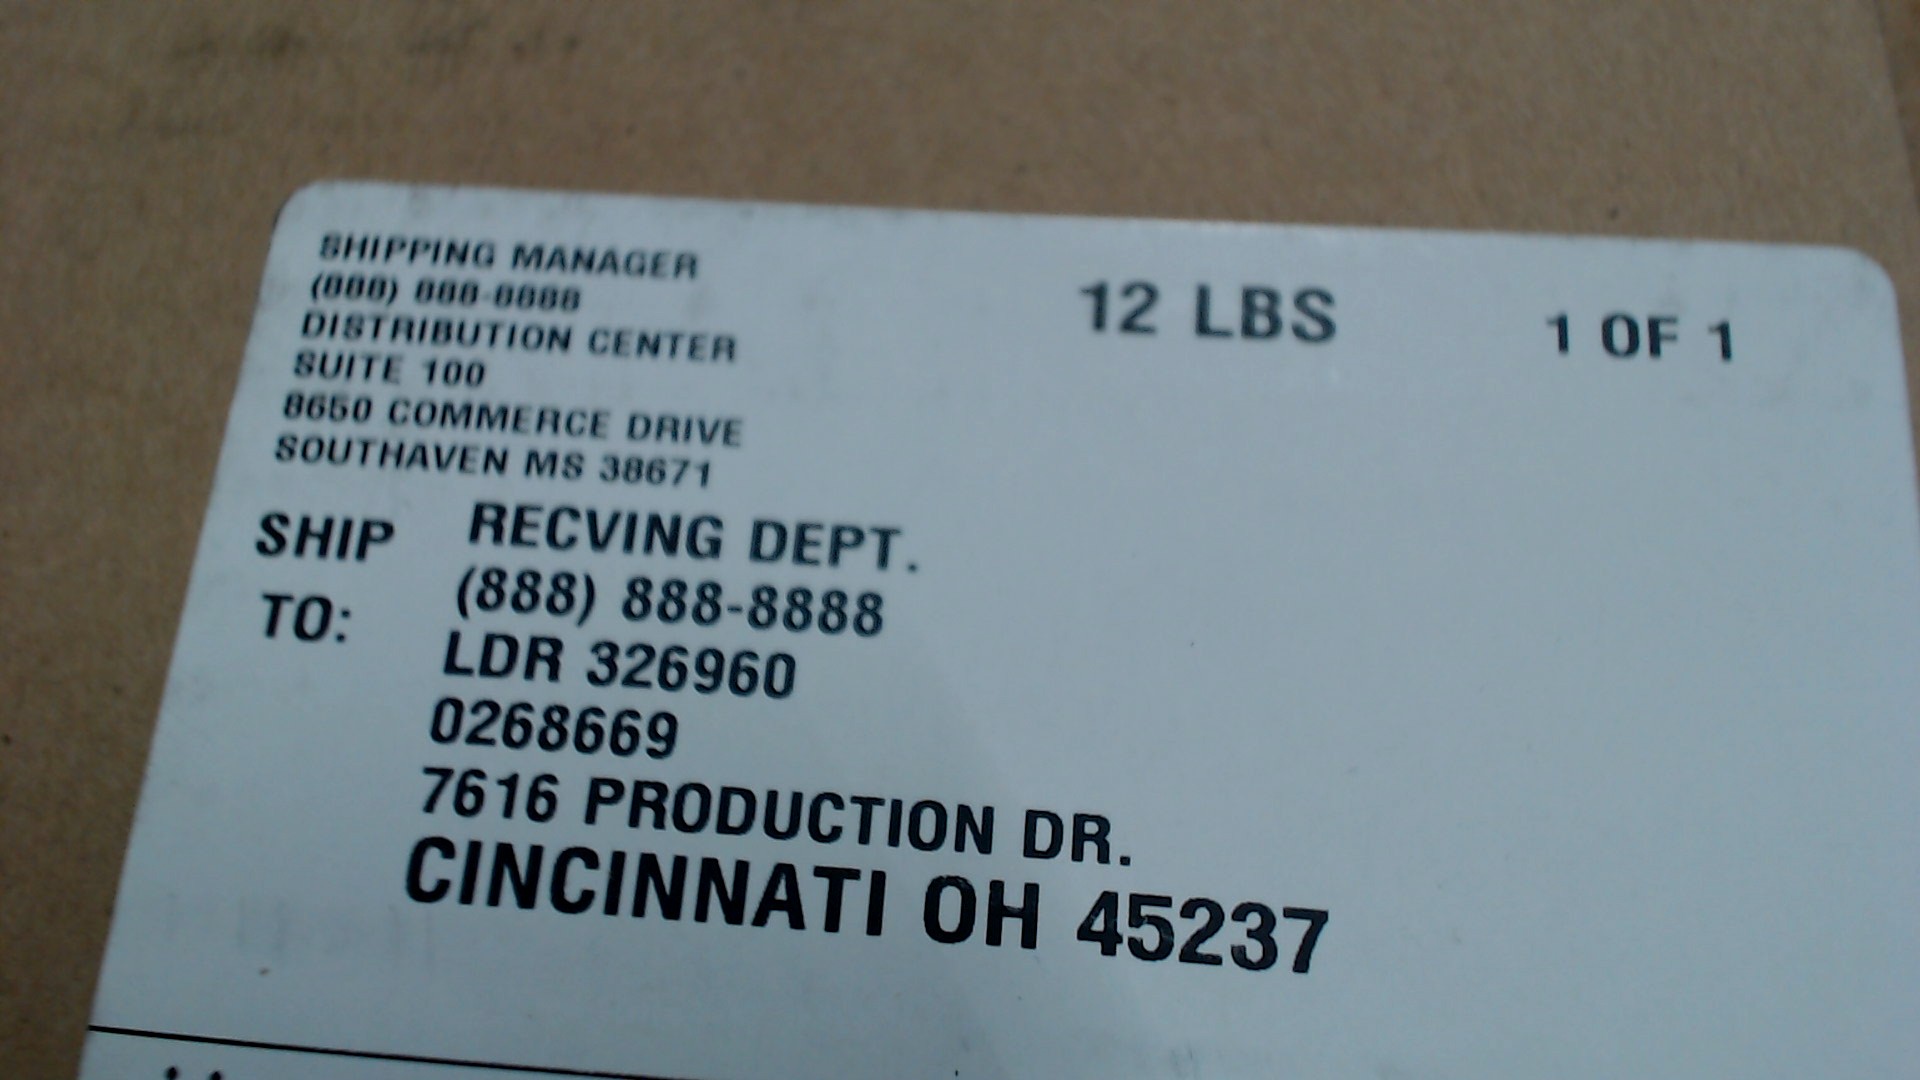 SHIPPING MANAGER
(888) 888-8888
DISTRIBUTION CENTER
SUITE 100
8650 COMMERCE DRIVE
SOUTHAVEN MS 38671
12 LBS
1 OF 1
SHIP TO:
RECVING DEPT.
(888) 888-8888
LDR 326960
0268669
7616 PRODUCTION DR.
CINCINNATI OH 45237